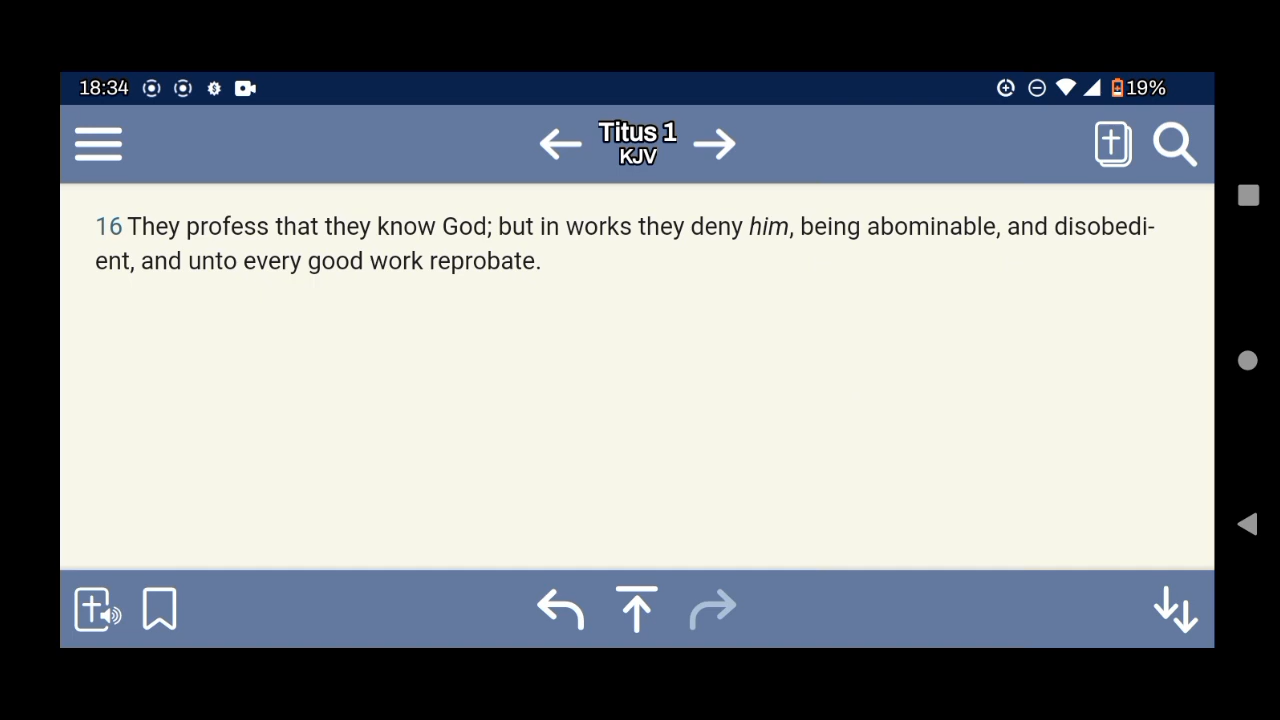 18:34
19%
Titus 1
KJV
16 They profess that they know God; but in works they deny him, being abominable, and disobedi-
ent, and unto every good work reprobate.